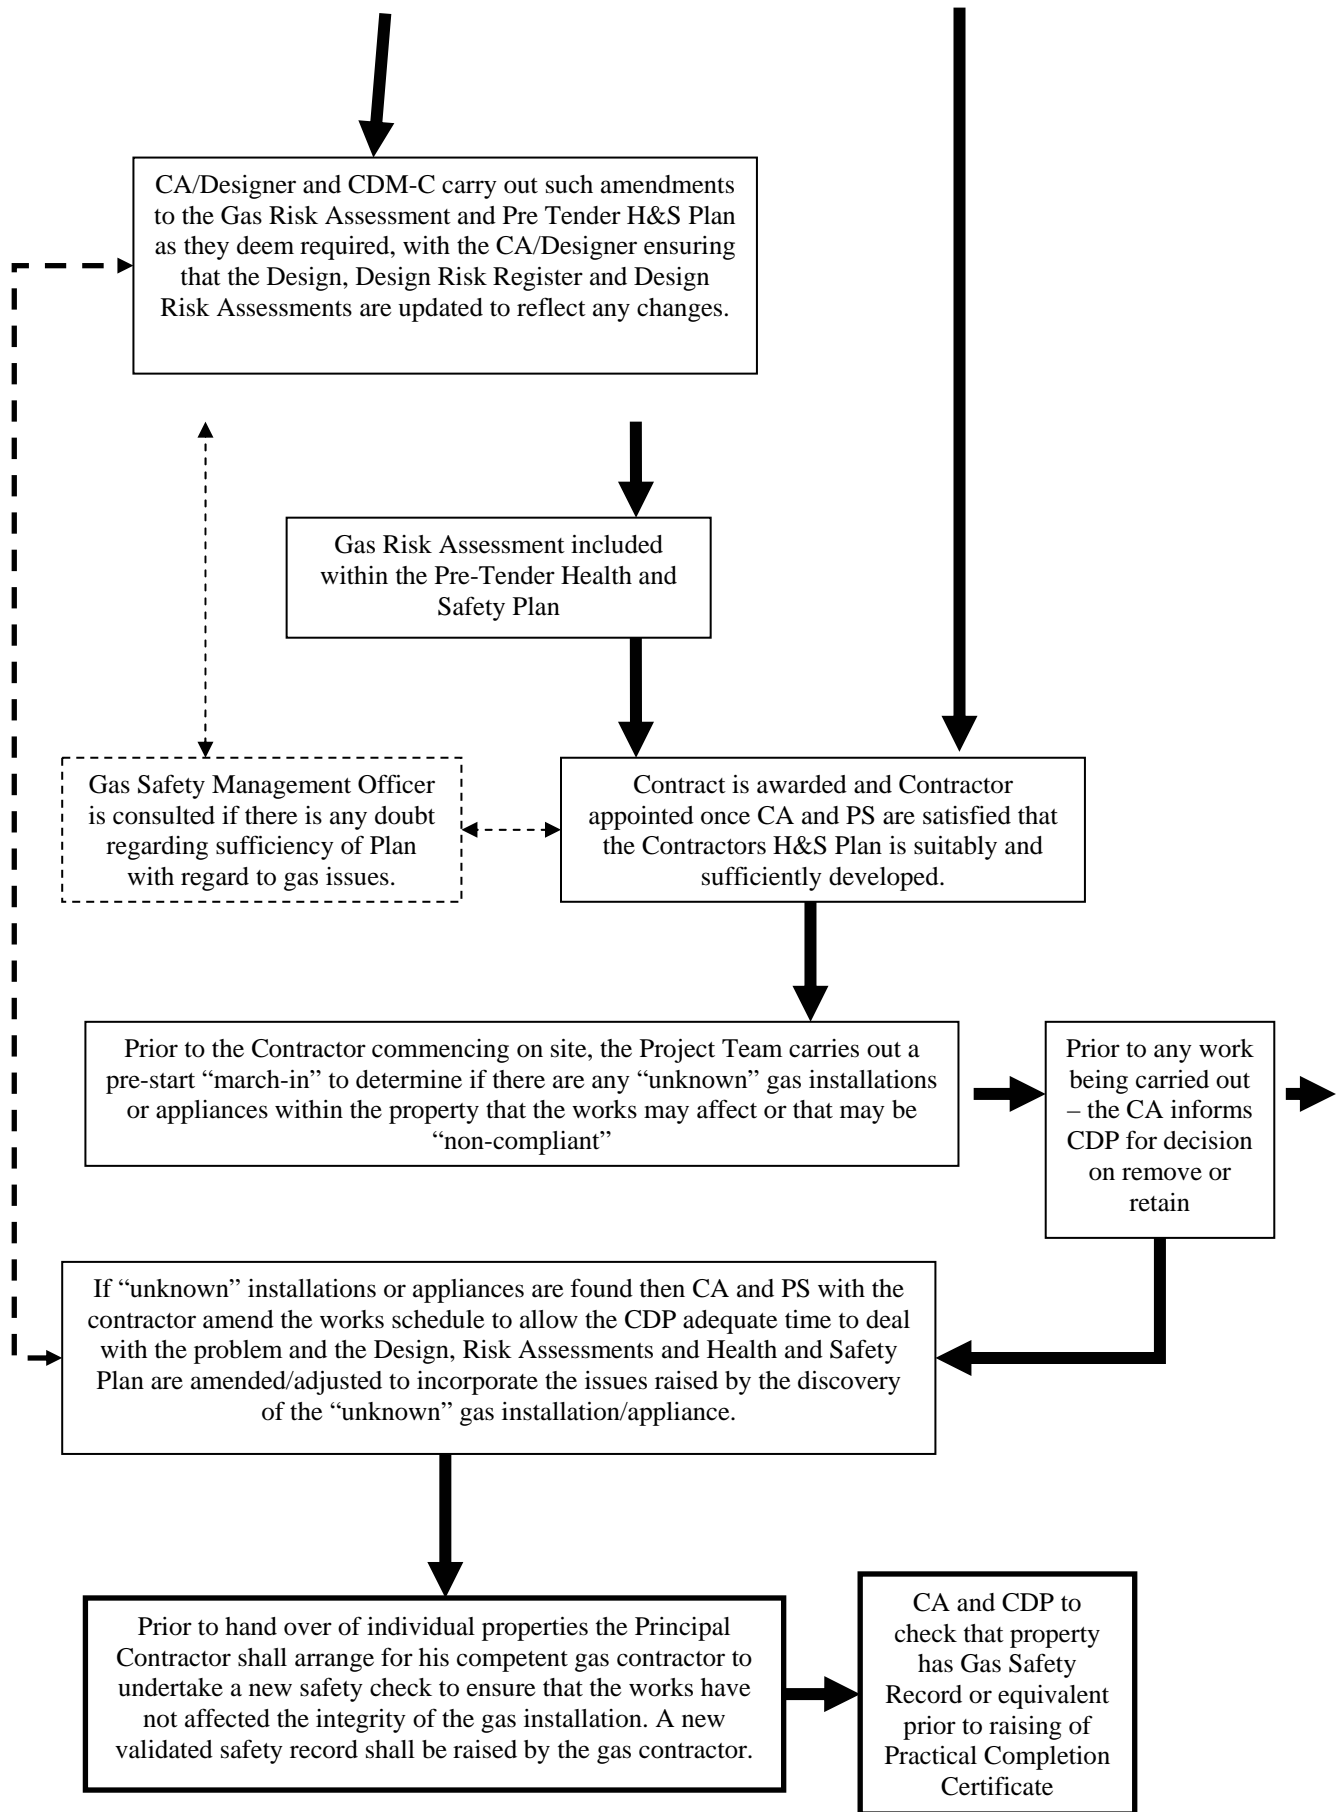 CA/Designer and CDM-C carry out such amendments
to the Gas Risk Assessment and Pre Tender H&S Plan
as they deem required, with the CA/Designer ensuring
that the Design, Design Risk Register and Design
Risk Assessments are updated to reflect any changes.
Gas Risk Assessment included
within the Pre-Tender Health and
Safety Plan
Gas Safety Management Officer
is consulted if there is any doubt
regarding sufficiency of Plan
with regard to gas issues.
Contract is awarded and Contractor
appointed once CA and PS are satisfied that
the Contractors H&S Plan is suitably and
sufficiently developed.
Prior to the Contractor commencing on site, the Project Team carries out a
pre-start “march-in” to determine if there are any “unknown” gas installations
or appliances within the property that the works may affect or that may be
“non-compliant”
Prior to any work
being carried out
– the CA informs
CDP for decision
on remove or
retain
If “unknown” installations or appliances are found then CA and PS with the
contractor amend the works schedule to allow the CDP adequate time to deal
with the problem and the Design, Risk Assessments and Health and Safety
Plan are amended/adjusted to incorporate the issues raised by the discovery
of the “unknown” gas installation/appliance.
Prior to hand over of individual properties the Principal
Contractor shall arrange for his competent gas contractor to
undertake a new safety check to ensure that the works have
not affected the integrity of the gas installation. A new
validated safety record shall be raised by the gas contractor.
CA and CDP to
check that property
has Gas Safety
Record or equivalent
prior to raising of
Practical Completion
Certificate